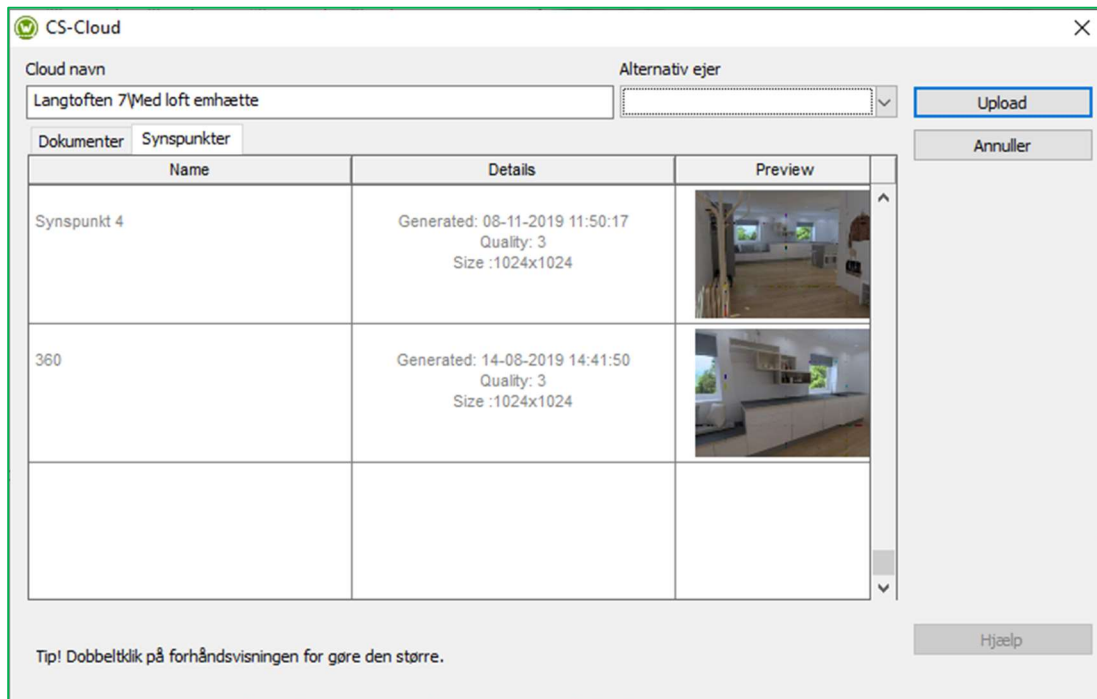 CS-Cloud
Cloud navn
Alternativ ejer
Langtoften 7\Med loft emhætte
Upload
Dokumenter
Synspunkter
Annuller
Name
Details
Preview
Synspunkt 4
Generated: 08-11-2019 11:50:17
Quality: 3
Size :1024x1024
360
Generated: 14-08-2019 14:41:50
Quality: 3
Size :1024x1024
Hjælp
Tip! Dobbeltklik på forhåndsvisningen for gøre den større.